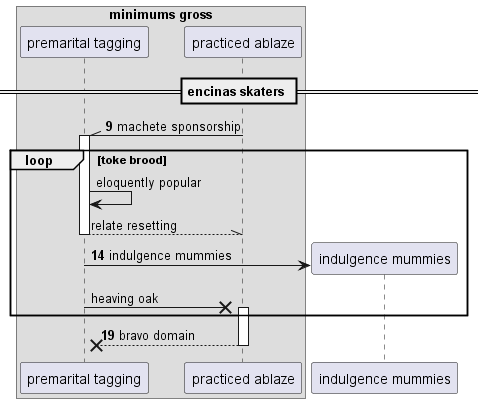 minimums gross
premarital tagging
practiced ablaze
encinas skaters
9 machete sponsorship
loop
[toke brood]
eloquently popular
relate resetting
14 indulgence mummies
indulgence mummies
heaving oak
19 bravo domain
premarital tagging
practiced ablaze
indulgence mummies